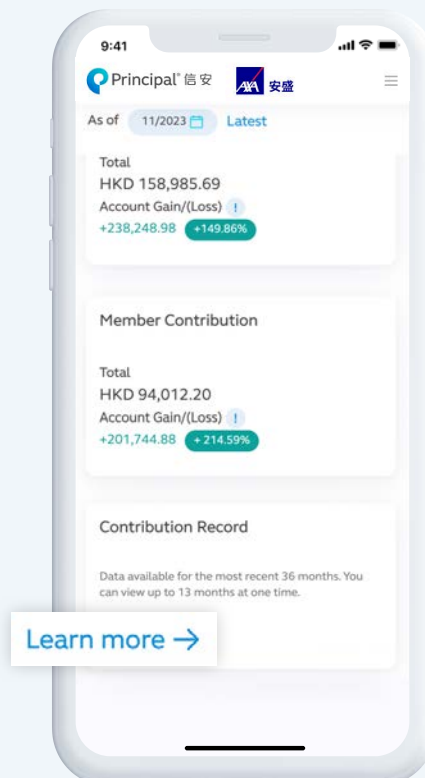 9:41
Principal® 信安 AXA 安盛
As of 11/2023 Latest
Total
HKD 158,985.69
Account Gain/(Loss) !
+238,248.98 +149.86%
Member Contribution
Total
HKD 94,012.20
Account Gain/(Loss) !
+201,744.88 + 214.59%
Contribution Record
Data available for the most recent 36 months. You
can view up to 13 months at one time.
Learn more →